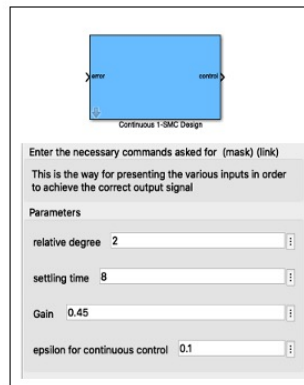 error
control
Continuous 1-SMC Design
Enter the necessary commands asked for (mask) (link)
This is the way for presenting the various inputs in order
to achieve the correct output signal
Parameters
relative degree 2
settling time 8
Gain 0.45
epsilon for continuous control 0.1